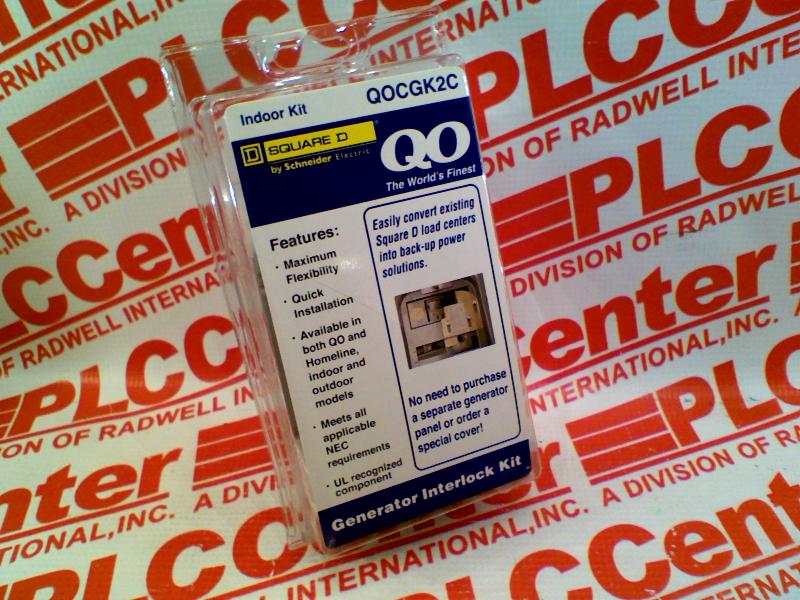 Indoor Kit
QOCGK2C
D SQUARE D
by Schneider Electric
QO
The World's Finest
Features:
· Maximum
Flexibility
· Quick
Installation
· Available in
both QO and
Homeline,
indoor and
outdoor
models
· Meets all
applicable
NEC
requirements
· UL recognized
component
Easily convert existing
Square D load centers
into back-up power
solutions.
No need to purchase
a separate generator
panel or order a
special cover!
Generator Interlock Kit
INTERNATIONAL, INC.
PLCCenter
A DIVISION OF RADWELL INTERNATIONAL, INC.